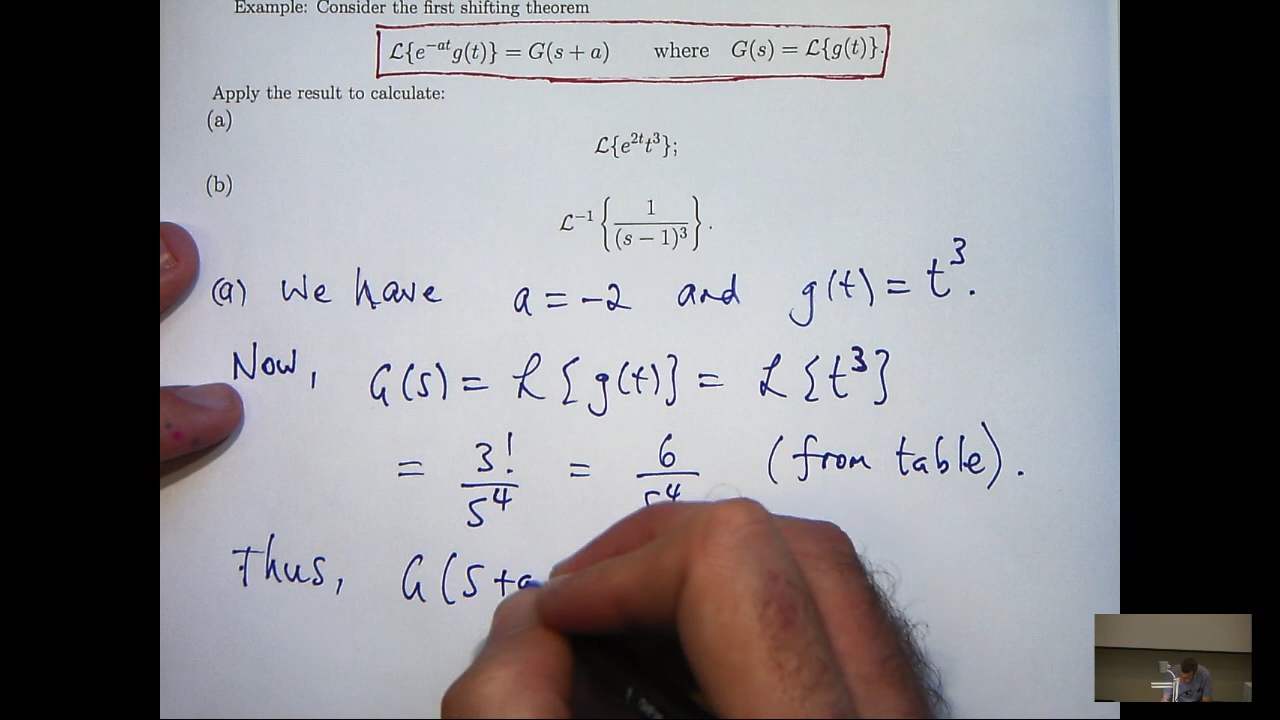 Example: Consider the first shifting theorem
ℒ{e^{-at}g(t)} = G(s + a) where G(s) = ℒ{g(t)}.
Apply the result to calculate:
(a)
ℒ{e^{2t}t^3};
(b)
ℒ^{-1}{1/(s − 1)^3}.
(a) We have a = -2 and g(t) = t^3.
Now, G(s) = ℒ{g(t)} = ℒ{t^3}
= 3!/s^4 = 6/s^4 (from table).
Thus, G(s+a